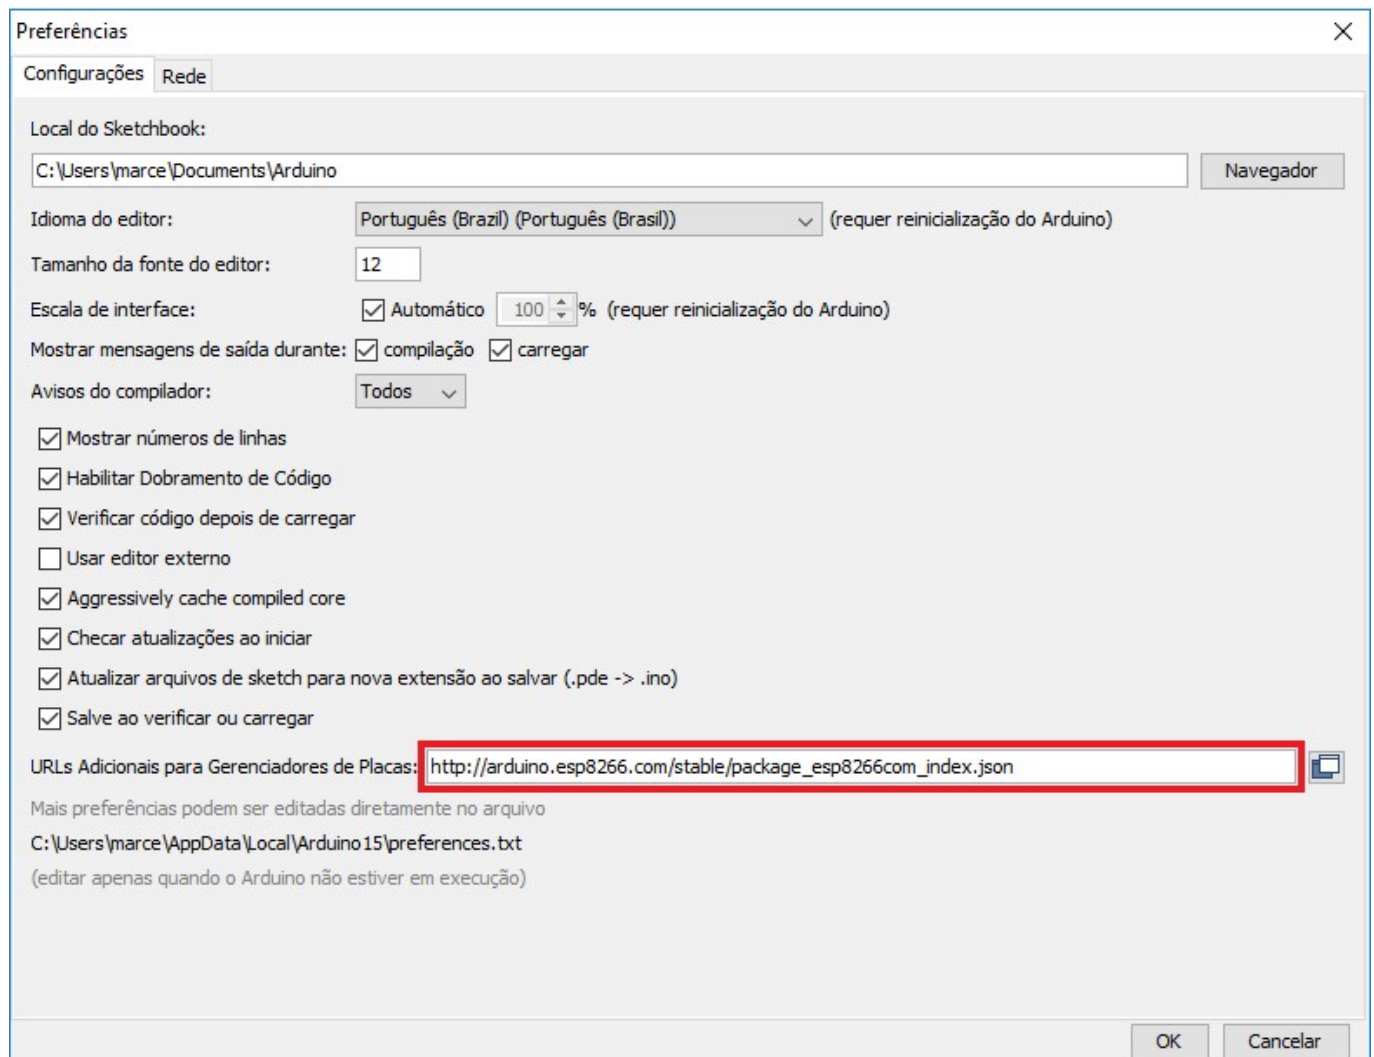 Preferências
Configurações Rede
Local do Sketchbook:
C:\Users\marce\Documents\Arduino Navegador
Idioma do editor: Português (Brazil) (Português (Brasil)) (requer reinicialização do Arduino)
Tamanho da fonte do editor: 12
Escala de interface: Automático 100 % (requer reinicialização do Arduino)
Mostrar mensagens de saída durante: compilação carregar
Avisos do compilador: Todos
Mostrar números de linhas
Habilitar Dobramento de Código
Verificar código depois de carregar
Usar editor externo
Aggressively cache compiled core
Checar atualizações ao iniciar
Atualizar arquivos de sketch para nova extensão ao salvar (.pde -> .ino)
Salve ao verificar ou carregar
URLs Adicionais para Gerenciadores de Placas: http://arduino.esp8266.com/stable/package_esp8266com_index.json
Mais preferências podem ser editadas diretamente no arquivo
C:\Users\marce\AppData\Local\Arduino15\preferences.txt
(editar apenas quando o Arduino não estiver em execução)
OK Cancelar